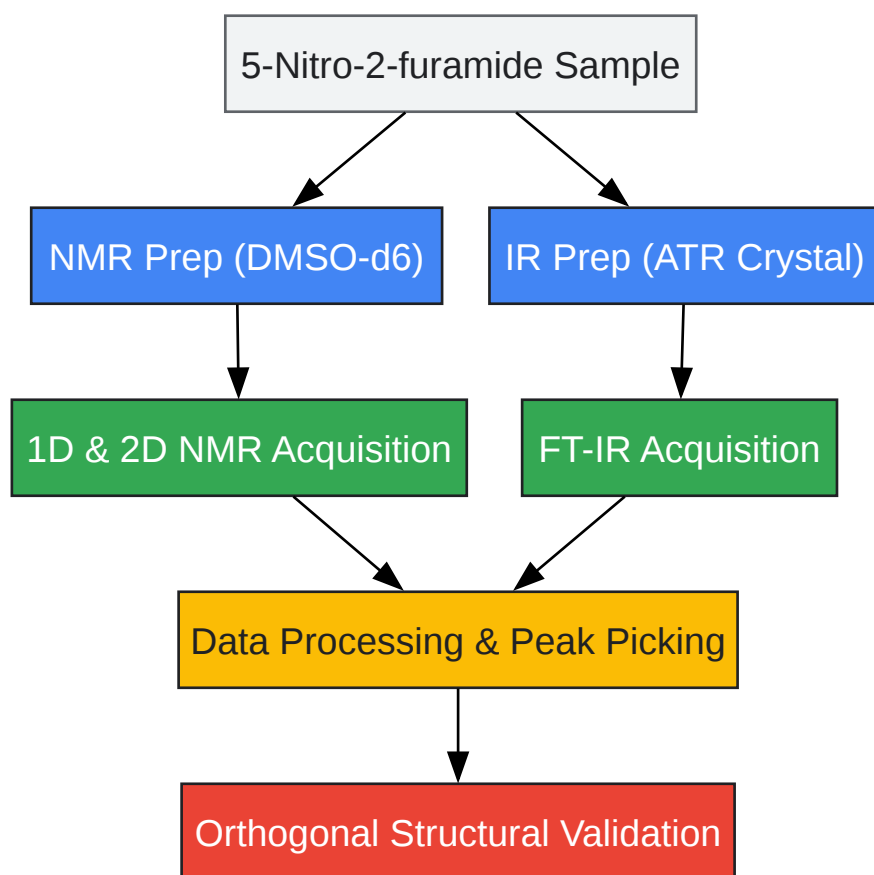 5-Nitro-2-furamide Sample
NMR Prep (DMSO-d6)
IR Prep (ATR Crystal)
1D & 2D NMR Acquisition
FT-IR Acquisition
Data Processing & Peak Picking
Orthogonal Structural Validation